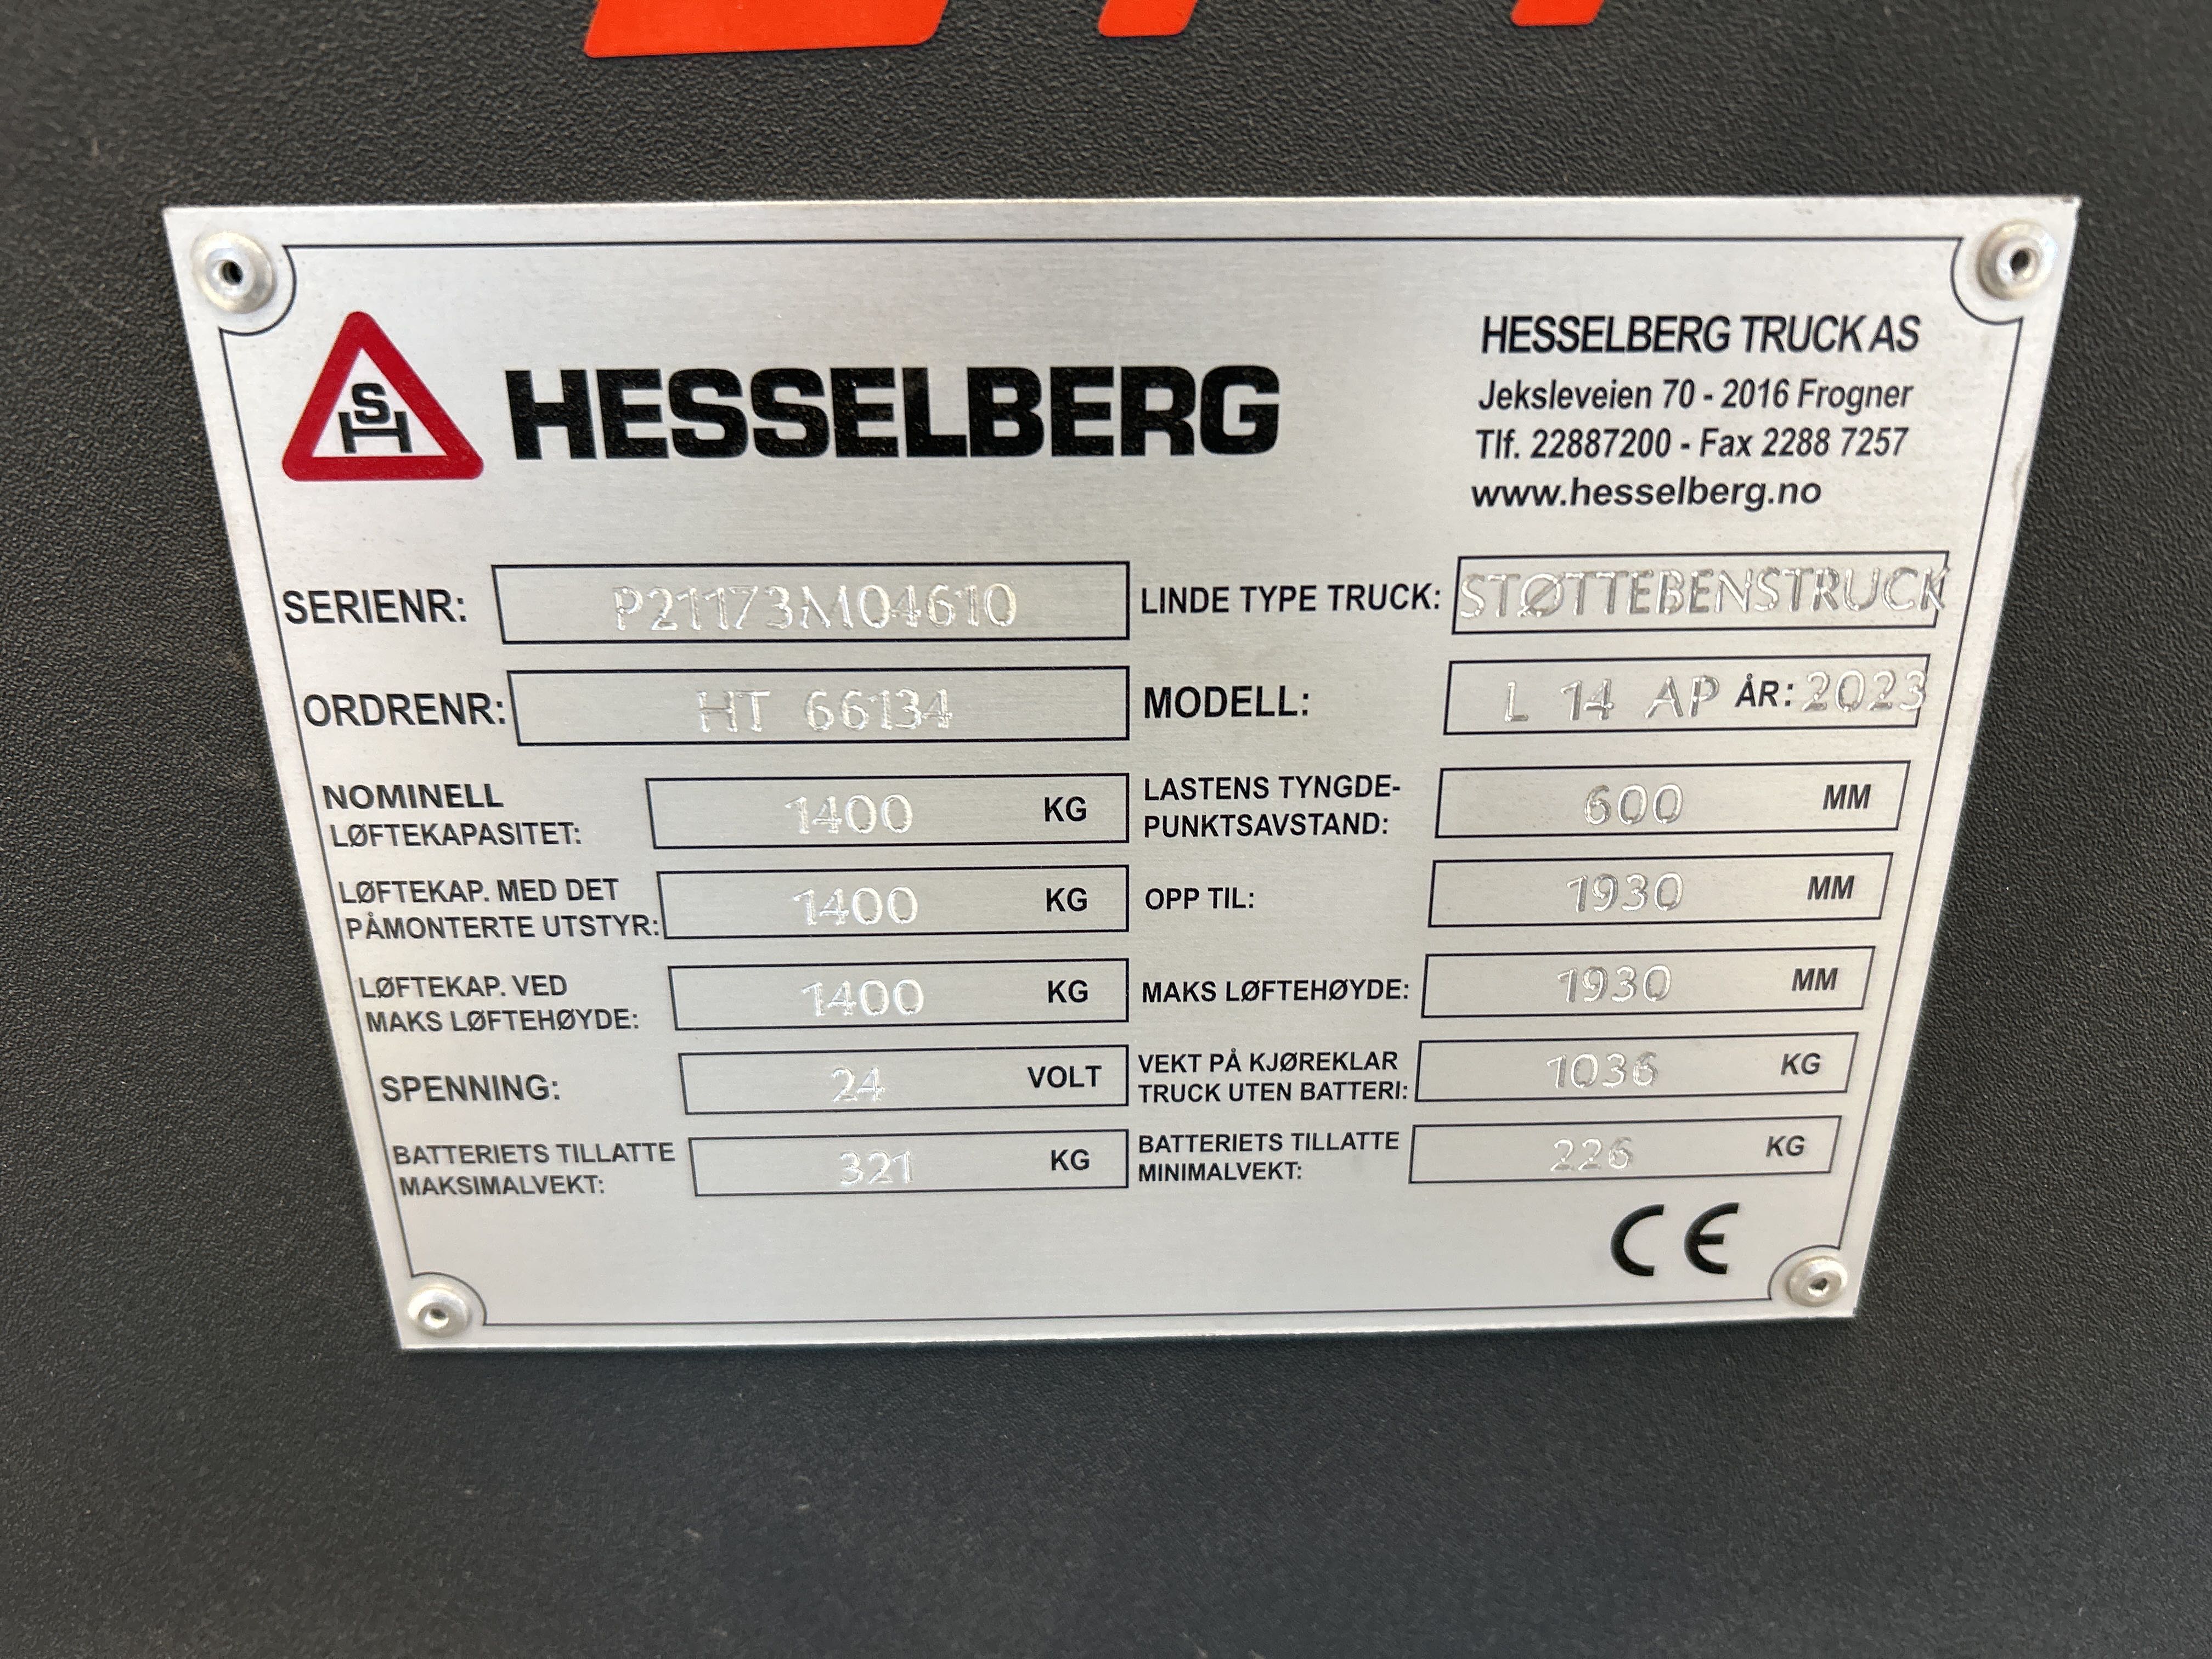 SH
HESSELBERG
HESSELBERG TRUCK AS
Jeksleveien 70 - 2016 Frogner
Tlf. 22887200 - Fax 2288 7257
www.hesselberg.no
SERIENR: P21173M04610
LINDE TYPE TRUCK: STØTTEBENSTRUCK
ORDRENR: HT 66134
MODELL: L 14 AP ÅR: 2023
NOMINELL
LØFTEKAPASITET: 1400 KG
LASTENS TYNGDE-
PUNKTSAVSTAND: 600 MM
LØFTEKAP. MED DET
PÅMONTERTE UTSTYR: 1400 KG
OPP TIL: 1930 MM
LØFTEKAP. VED
MAKS LØFTEHØYDE: 1400 KG
MAKS LØFTEHØYDE: 1930 MM
SPENNING: 24 VOLT
VEKT PÅ KJØREKLAR
TRUCK UTEN BATTERI: 1036 KG
BATTERIETS TILLATTE
MAKSIMALVEKT: 321 KG
BATTERIETS TILLATTE
MINIMALVEKT: 226 KG
CE